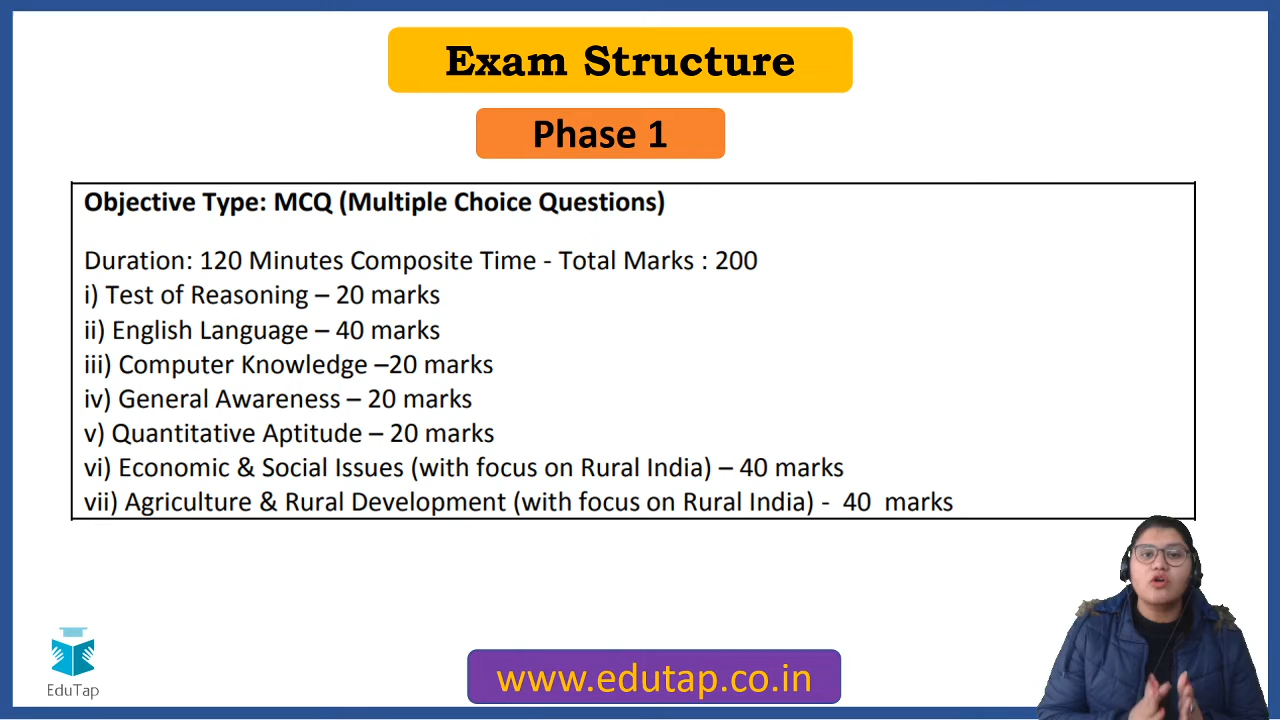 Exam Structure
Phase 1
Objective Type: MCQ (Multiple Choice Questions)
Duration: 120 Minutes Composite Time - Total Marks : 200
i) Test of Reasoning – 20 marks
ii) English Language – 40 marks
iii) Computer Knowledge –20 marks
iv) General Awareness – 20 marks
v) Quantitative Aptitude – 20 marks
vi) Economic & Social Issues (with focus on Rural India) – 40 marks
vii) Agriculture & Rural Development (with focus on Rural India) - 40 marks
EduTap
www.edutap.co.in